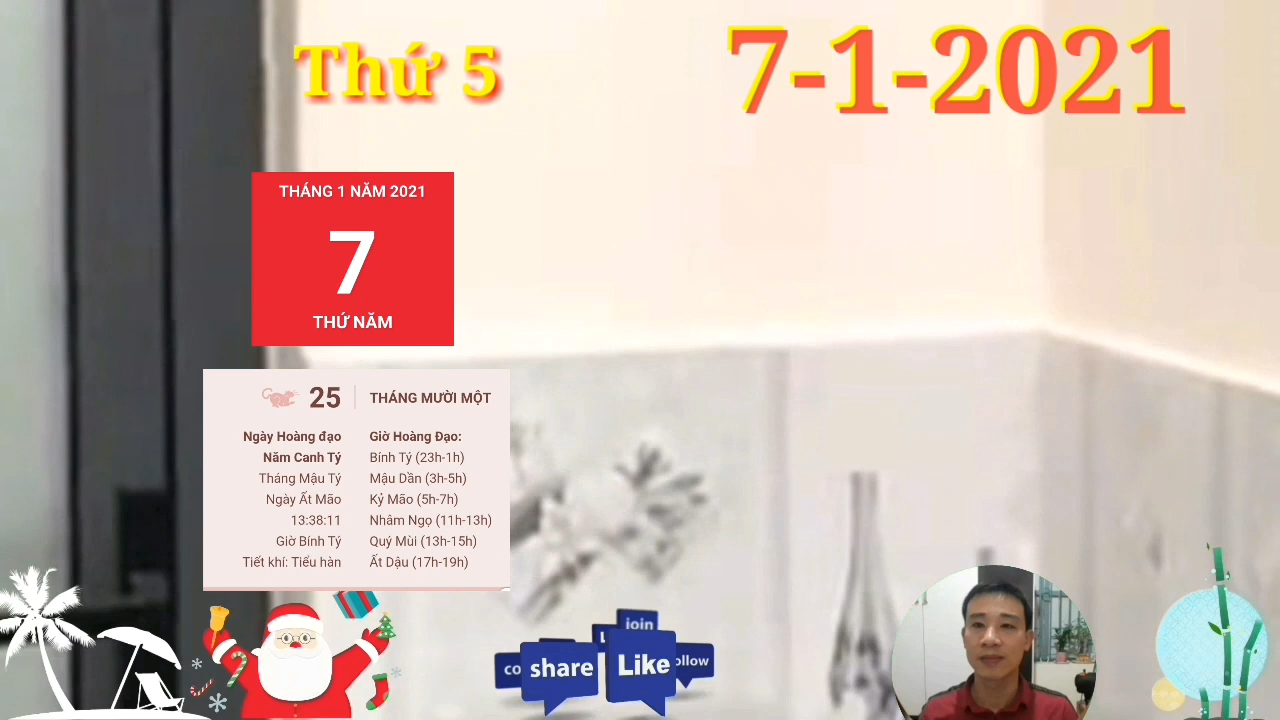 Thứ 5
7-1-2021
THÁNG 1 NĂM 2021
7
THỨ NĂM
25
THÁNG MƯỜI MỘT
Ngày Hoàng đạo
Năm Canh Tý
Tháng Mậu Tý
Ngày Ất Mão
13:38:11
Giờ Bính Tý
Tiết khí: Tiểu hàn
Giờ Hoàng Đạo:
Bính Tý (23h-1h)
Mậu Dần (3h-5h)
Kỷ Mão (5h-7h)
Nhâm Ngọ (11h-13h)
Quý Mùi (13h-15h)
Ất Dậu (17h-19h)
join
co
share
Like
ollow